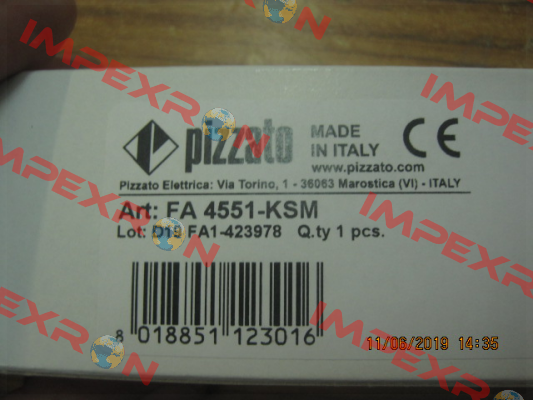 pizzato
MADE
IN ITALY
CE
www.pizzato.com
Pizzato Elettrica: Via Torino, 1 - 36063 Marostica (VI) - ITALY
Art: FA 4551-KSM
Lot: D19 FA1-423978 Q.ty 1 pcs.
8 018851 123016
11/06/2019 14:35
IMPEXRON
IMPEXRON
IMPEXRON
IMPEXRON
IMPEXRON
IMPEXRON